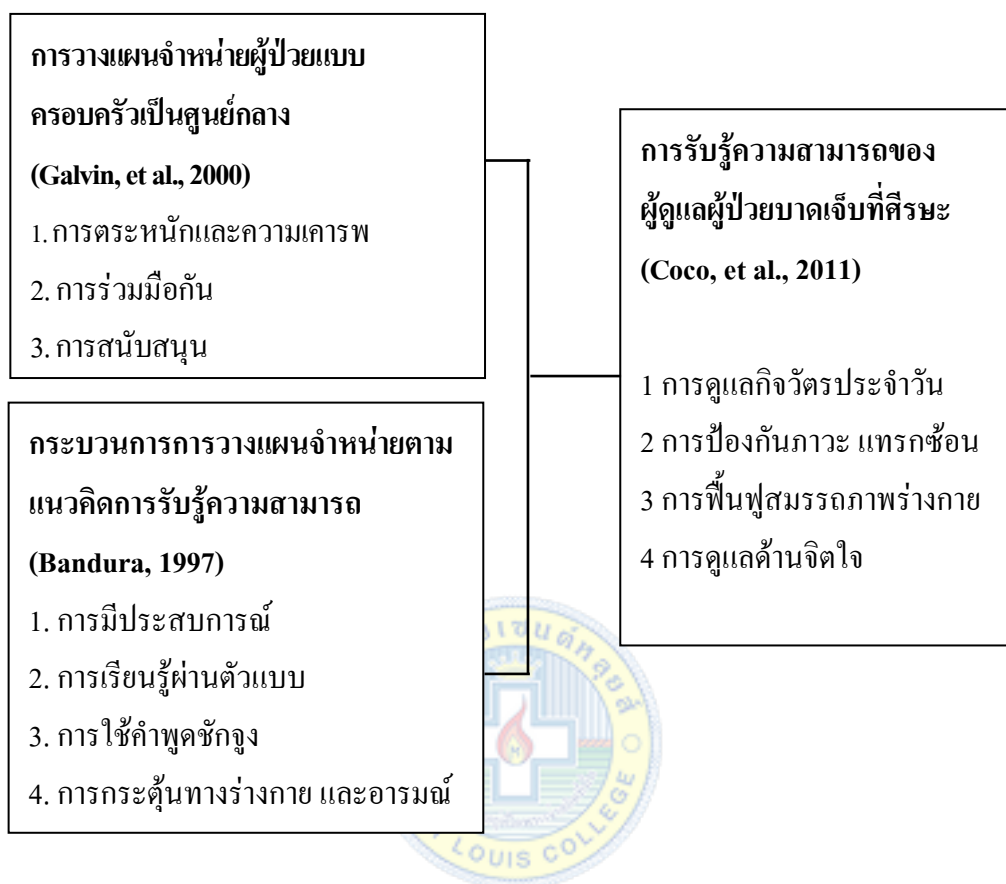 การวางแผนจำหน่ายผู้ป่วยแบบ
ครอบครัวเป็นศูนย์กลาง
(Galvin, et al., 2000)
1. การตระหนักและความเคารพ
2. การร่วมมือกัน
3. การสนับสนุน
กระบวนการการวางแผนจำหน่ายตาม
แนวคิดการรับรู้ความสามารถ
(Bandura, 1997)
1. การมีประสบการณ์
2. การเรียนรู้ผ่านตัวแบบ
3. การใช้คำพูดชักจูง
4. การกระตุ้นทางร่างกาย และอารมณ์
การรับรู้ความสามารถของ
ผู้ดูแลผู้ป่วยบาดเจ็บที่ศีรษะ
(Coco, et al., 2011)
1 การดูแลกิจวัตรประจำวัน
2 การป้องกันภาวะ แทรกซ้อน
3 การฟื้นฟูสมรรถภาพร่างกาย
4 การดูแลด้านจิตใจ
เซนต์หลุยส์
LOUIS COLLEGE